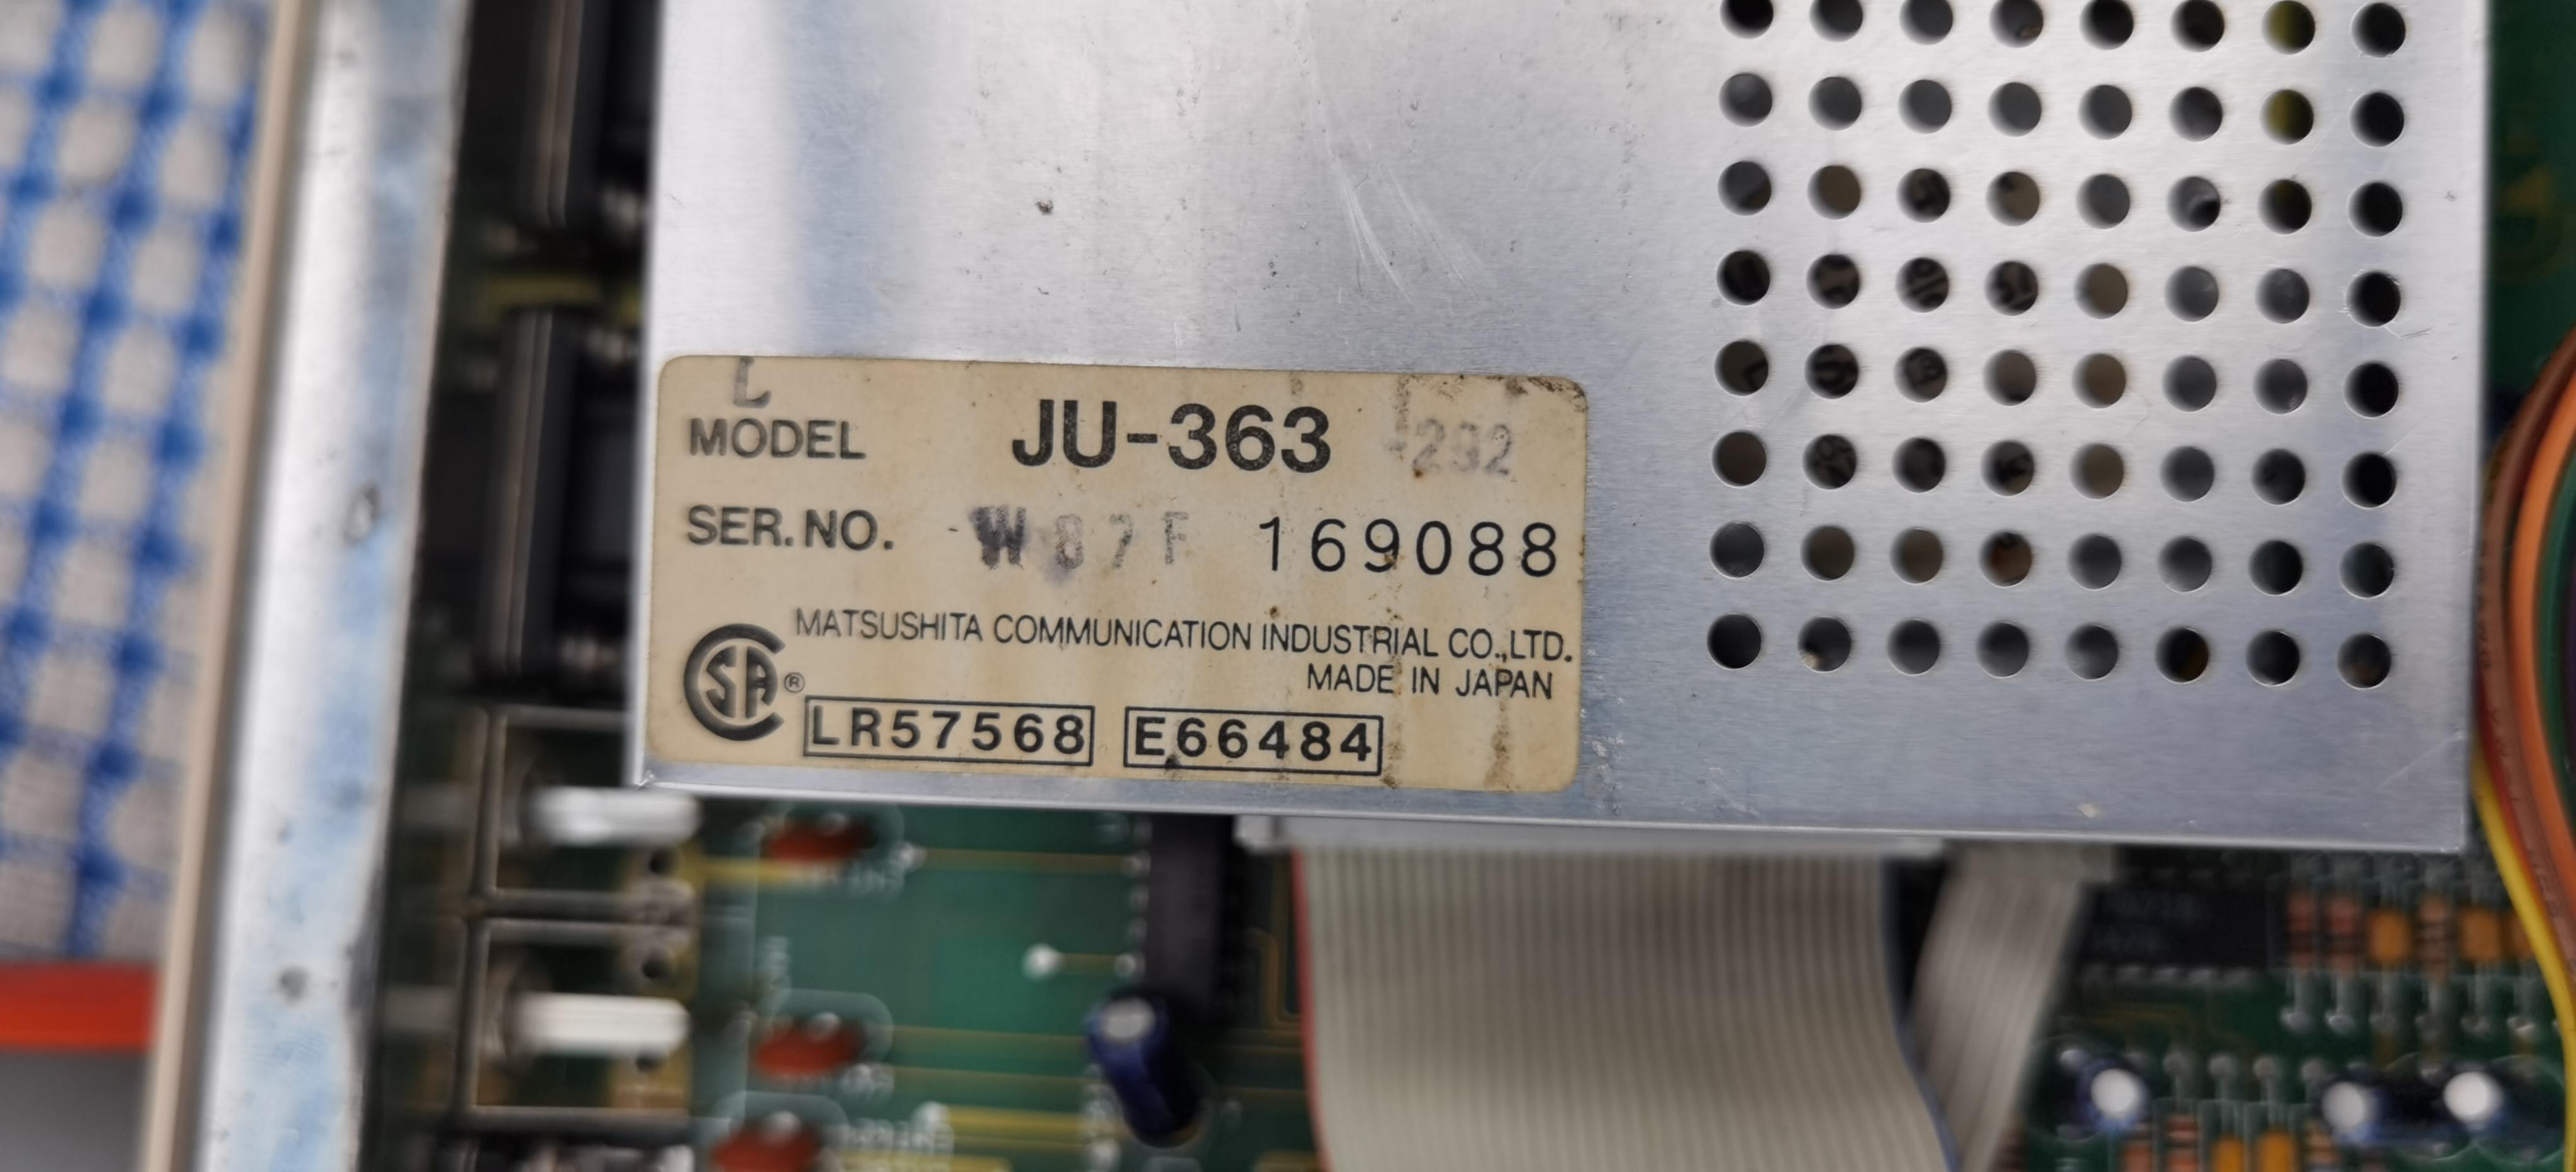 L
MODEL JU-363 -292
SER. NO. W87F 169088
MATSUSHITA COMMUNICATION INDUSTRIAL CO.,LTD.
MADE IN JAPAN
SA ® LR57568 E66484